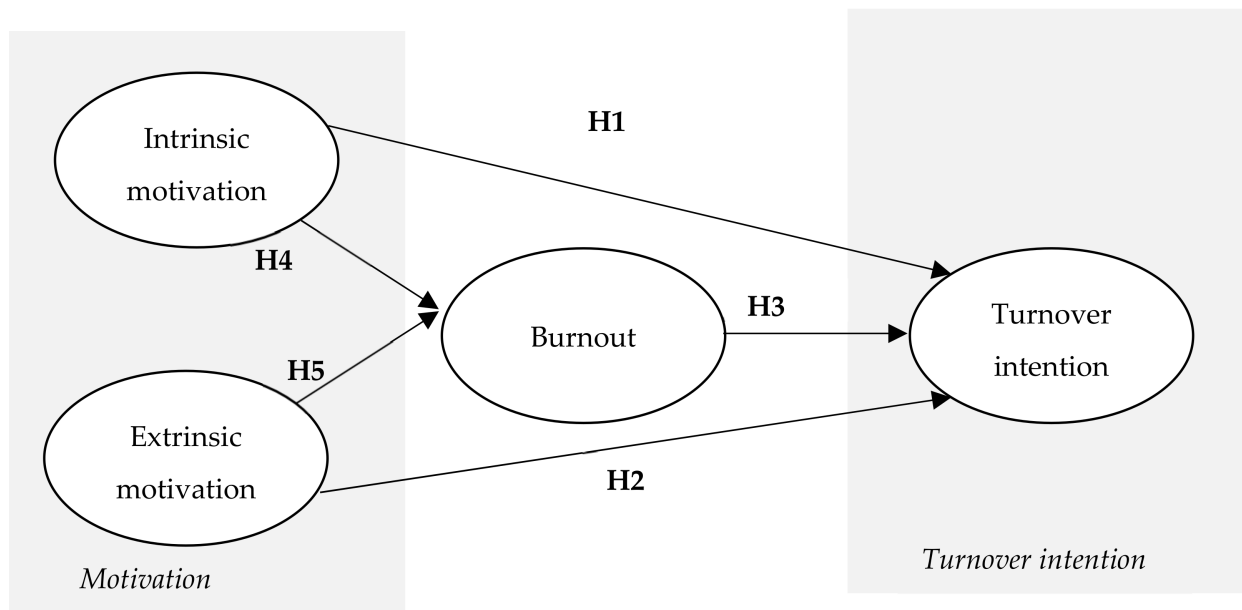 Intrinsic
motivation
H1
H4
Burnout
H3
Turnover
intention
H5
Extrinsic
motivation
H2
Motivation
Turnover intention